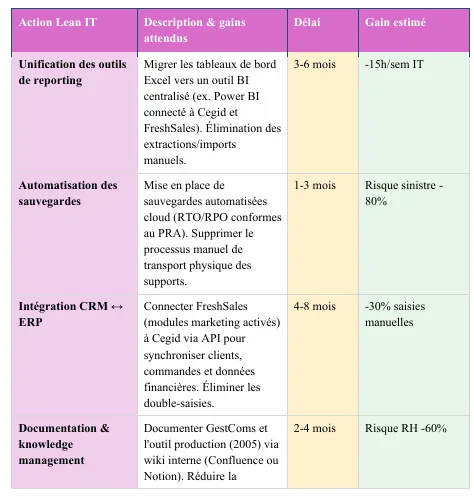 Action Lean IT
Description & gains
attendus
Délai
Gain estimé
Unification des outils
de reporting
Migrer les tableaux de bord
Excel vers un outil BI
centralisé (ex. Power BI
connecté à Cegid et
FreshSales). Élimination des
extractions/imports
manuels.
3-6 mois
-15h/sem IT
Automatisation des
sauvegardes
Mise en place de
sauvegardes automatisées
cloud (RTO/RPO conformes
au PRA). Supprimer le
processus manuel de
transport physique des
supports.
1-3 mois
Risque sinistre -
80%
Intégration CRM ↔
ERP
Connecter FreshSales
(modules marketing activés)
à Cegid via API pour
synchroniser clients,
commandes et données
financières. Éliminer les
double-saisies.
4-8 mois
-30% saisies
manuelles
Documentation &
knowledge
management
Documenter GestComs et
l'outil production (2005) via
wiki interne (Confluence ou
Notion). Réduire la
2-4 mois
Risque RH -60%